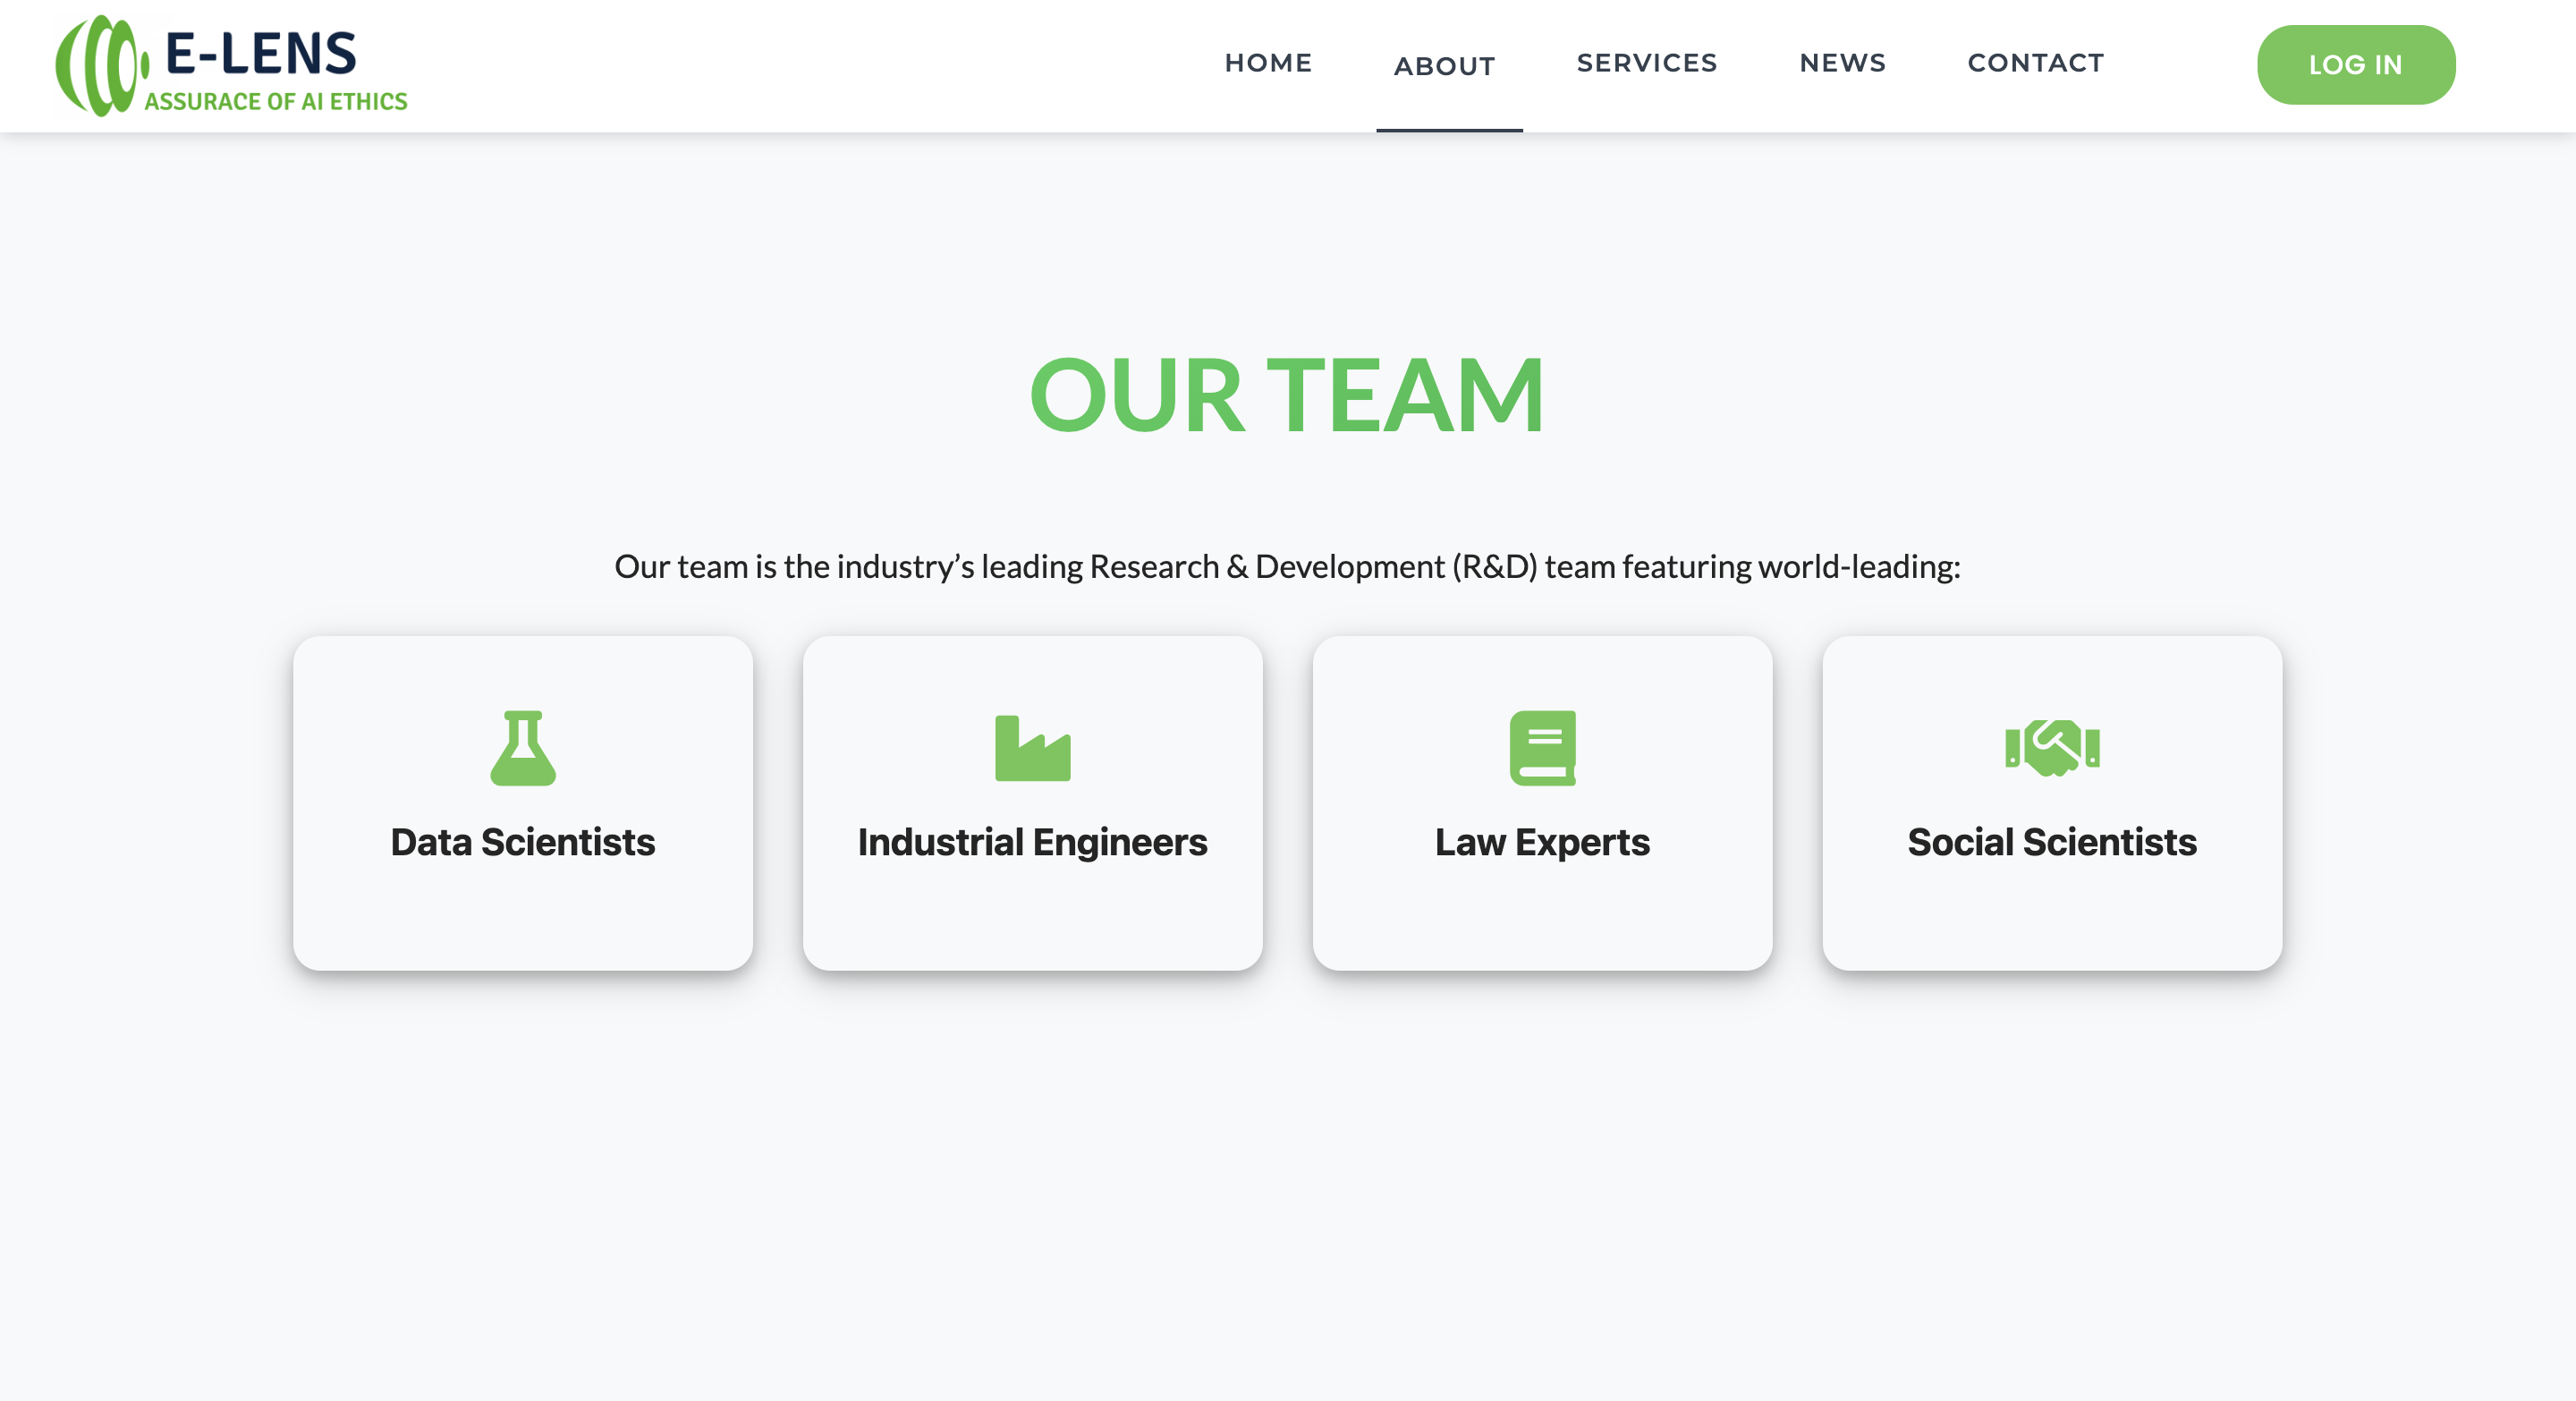 E-LENS
ASSURACE OF AI ETHICS
HOME
ABOUT
SERVICES
NEWS
CONTACT
LOG IN
OUR TEAM
Our team is the industry’s leading Research & Development (R&D) team featuring world-leading:
Data Scientists
Industrial Engineers
Law Experts
Social Scientists